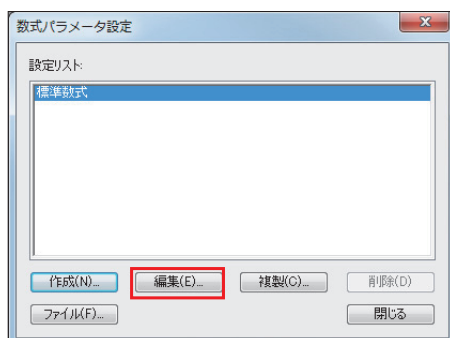 数式パラメータ設定
設定リスト:
標準数式
作成(N)... 編集(E)... 複製(C)... 削除(D)
ファイル(F)... 閉じる